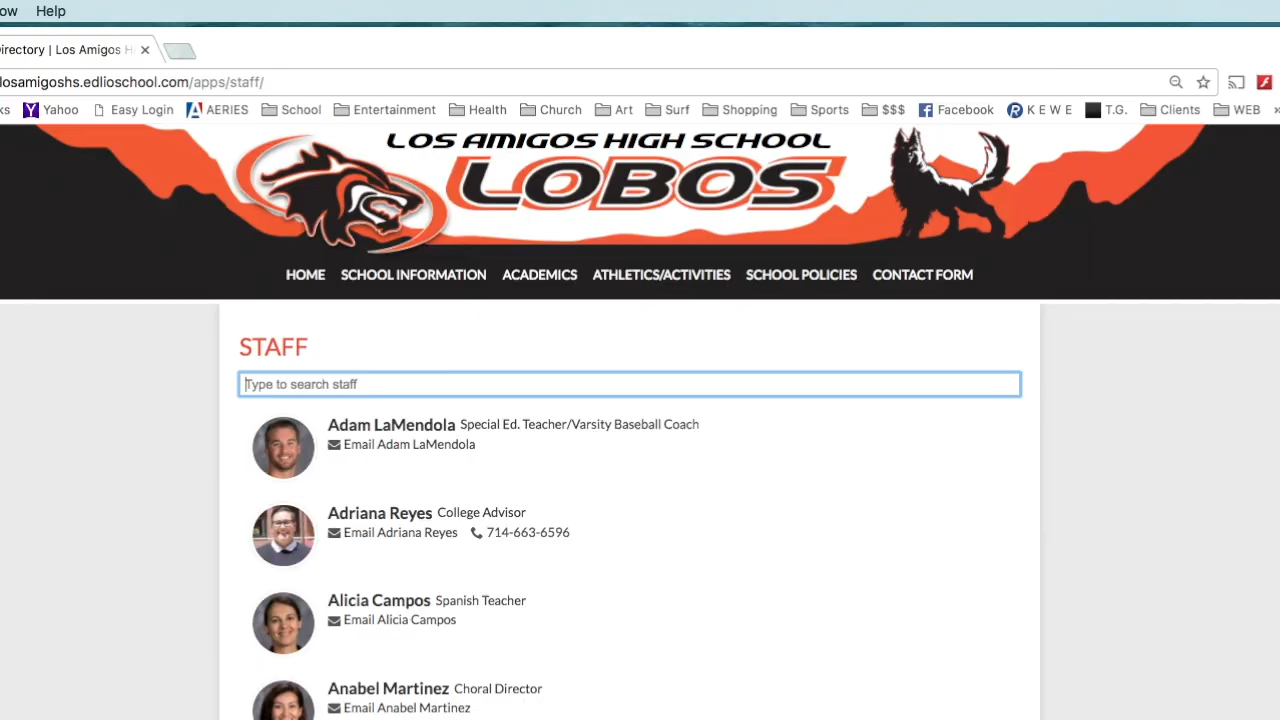 ow Help
irectory | Los Amigos H
losamigoshs.edlioschool.com/apps/staff/
ks Yahoo Easy Login AERIES School Entertainment Health Church Art Surf Shopping Sports $$$ Facebook K E W E T.G. Clients WEB »
LOS AMIGOS HIGH SCHOOL
LOBOS
HOME SCHOOL INFORMATION ACADEMICS ATHLETICS/ACTIVITIES SCHOOL POLICIES CONTACT FORM
STAFF
Type to search staff
Adam LaMendola Special Ed. Teacher/Varsity Baseball Coach
Email Adam LaMendola
Adriana Reyes College Advisor
Email Adriana Reyes 714-663-6596
Alicia Campos Spanish Teacher
Email Alicia Campos
Anabel Martinez Choral Director
Email Anabel Martinez